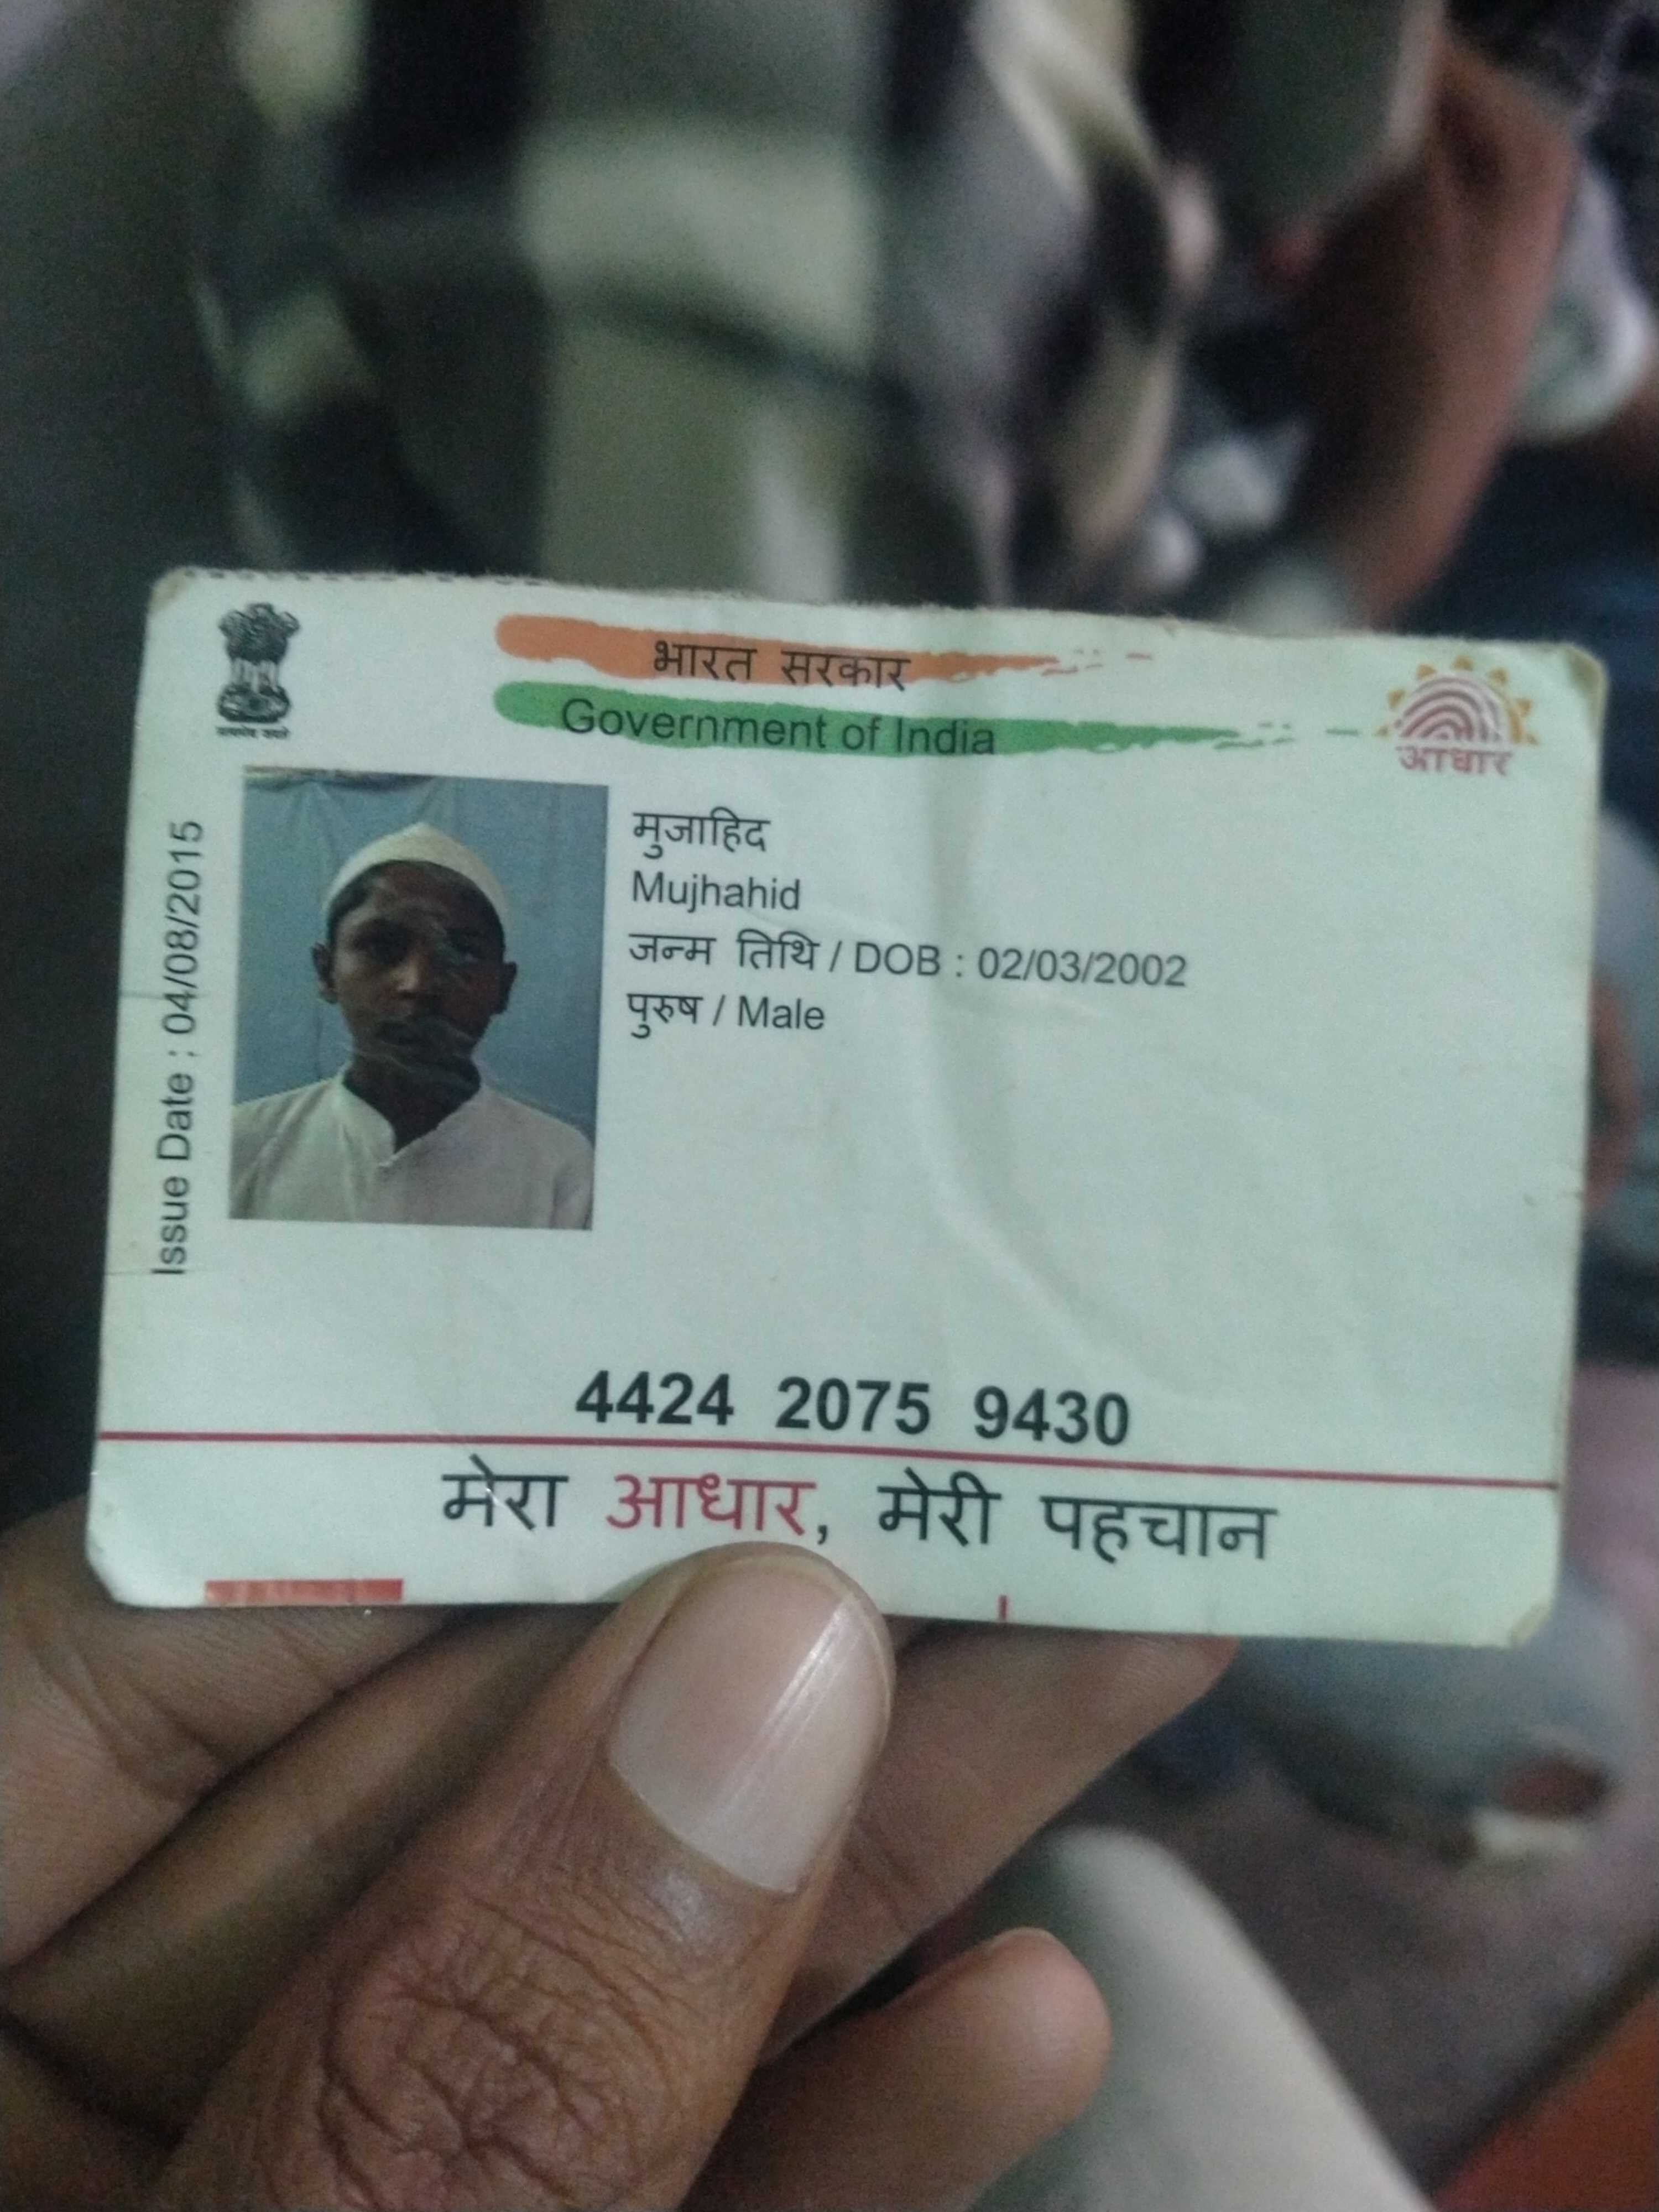 भारत सरकार
Government of India
आधार
Issue Date : 04/08/2015
मुजाहिद
Mujhahid
जन्म तिथि / DOB : 02/03/2002
पुरुष / Male
4424 2075 9430
मेरा आधार, मेरी पहचान